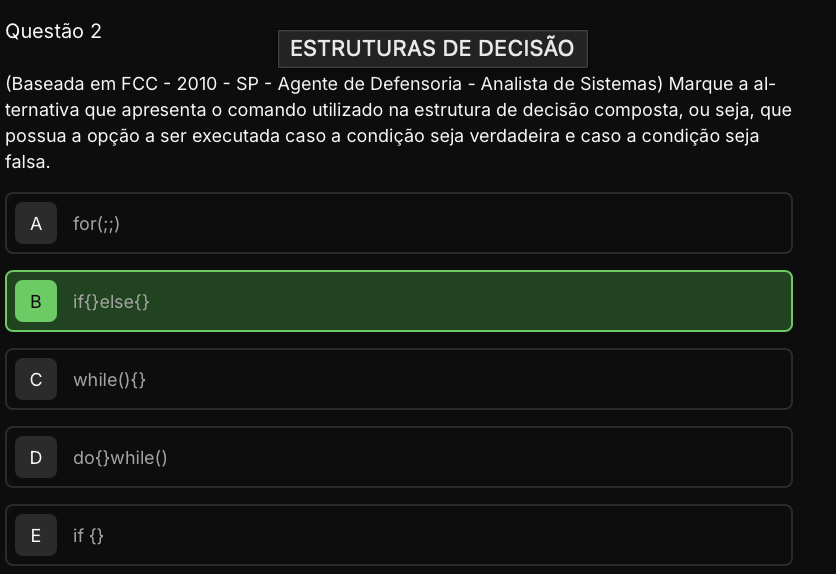 Questão 2
ESTRUTURAS DE DECISÃO
(Baseada em FCC - 2010 - SP - Agente de Defensoria - Analista de Sistemas) Marque a al-
ternativa que apresenta o comando utilizado na estrutura de decisão composta, ou seja, que
possua a opção a ser executada caso a condição seja verdadeira e caso a condição seja
falsa.
A for(;;)
B if{}else{}
C while(){}
D do{}while()
E if {}